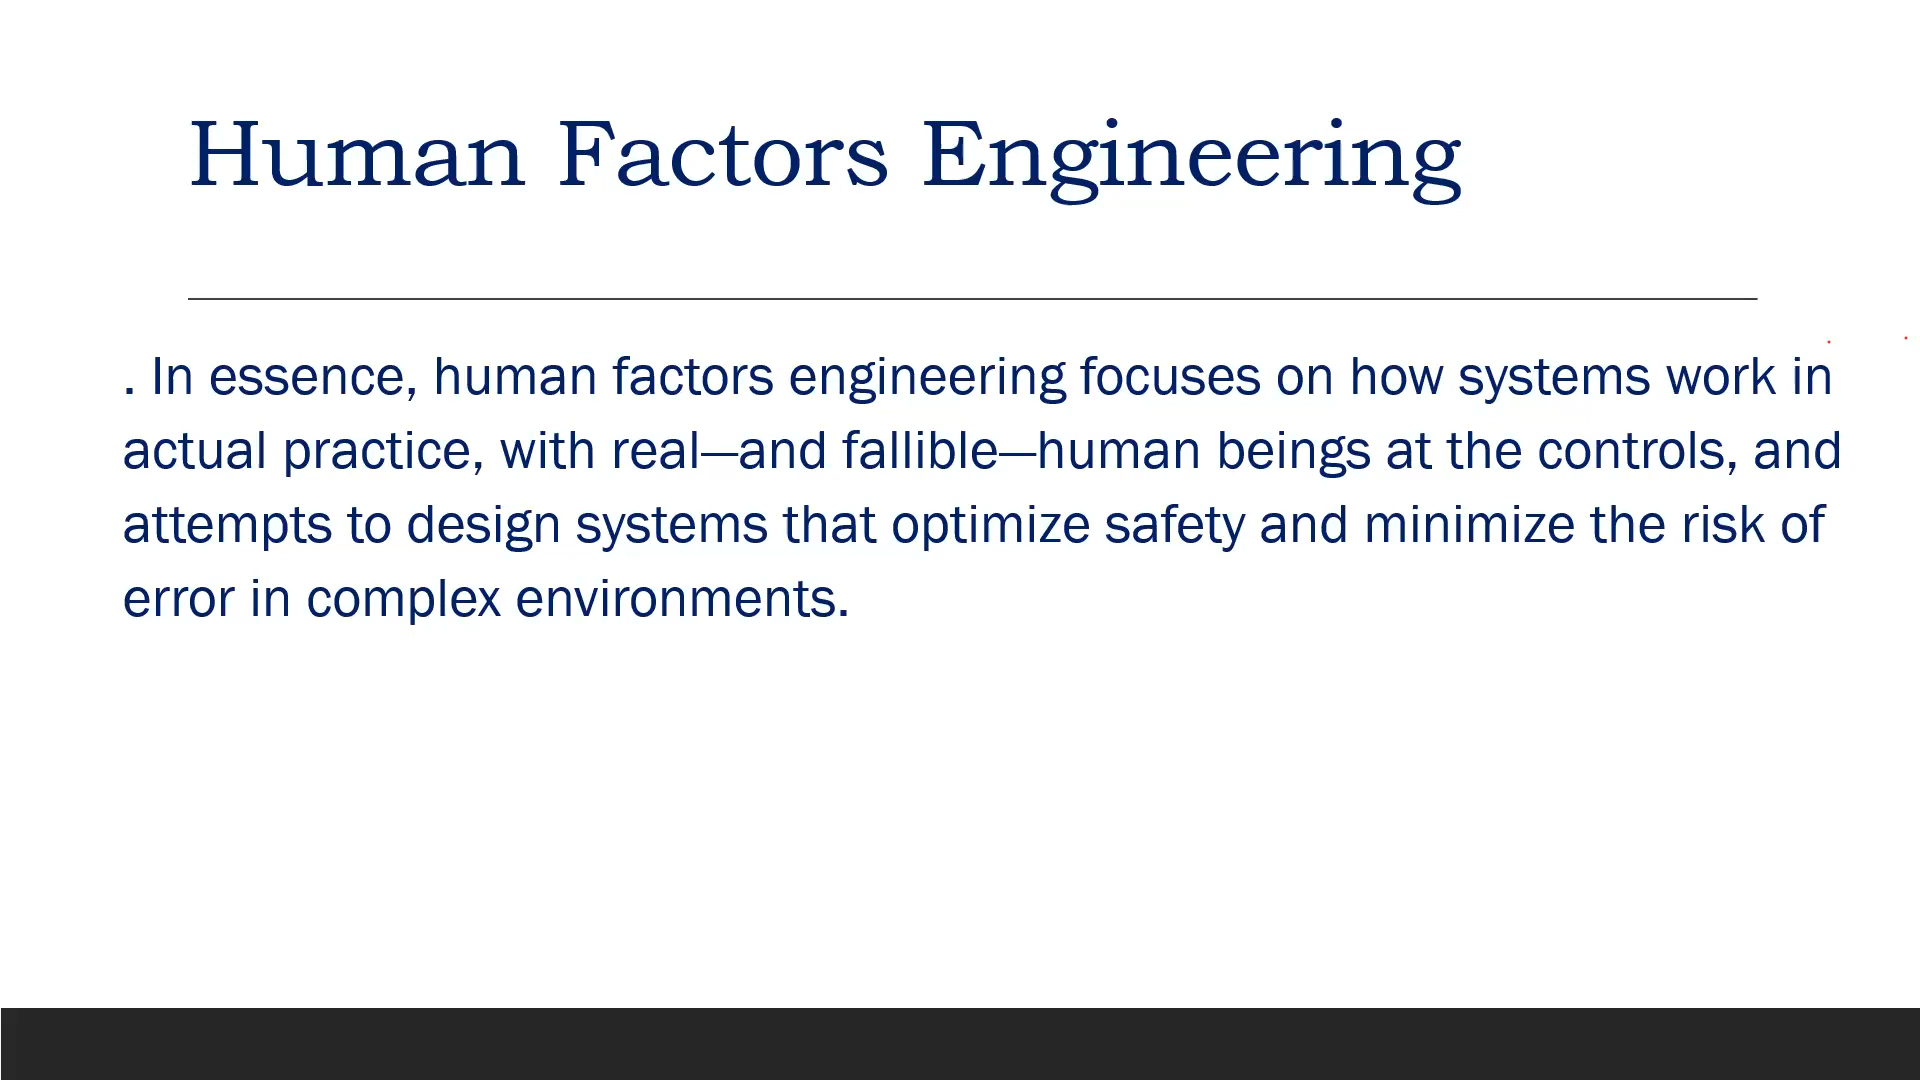 Human Factors Engineering
. In essence, human factors engineering focuses on how systems work in
actual practice, with real—and fallible—human beings at the controls, and
attempts to design systems that optimize safety and minimize the risk of
error in complex environments.